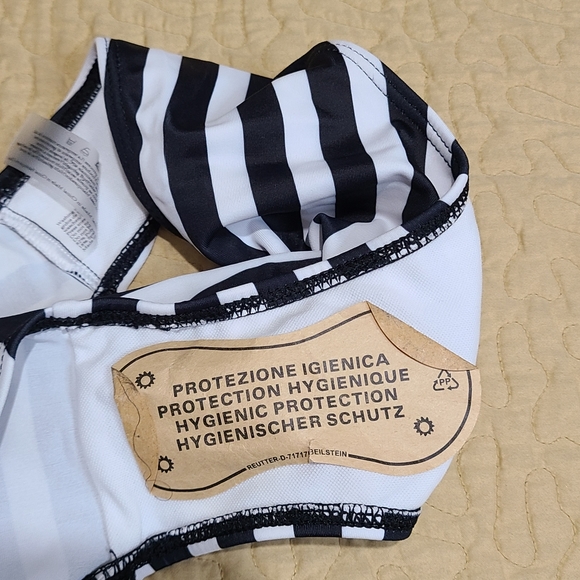 PROTEZIONE IGIENICA
PROTECTION HYGIENIQUE
HYGIENIC PROTECTION
HYGIENISCHER SCHUTZ
PP
REUTTER-D-71717 BEILSTEIN